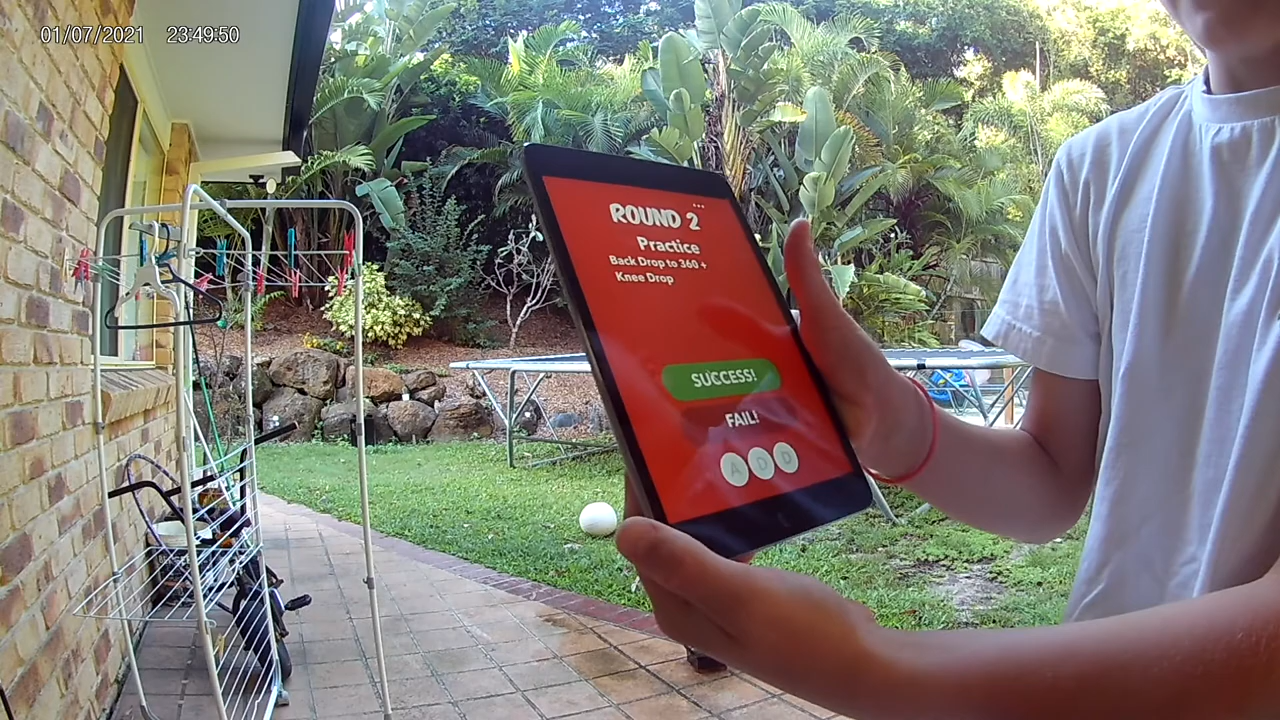 01/07/2021 23:49:50
ROUND 2
Practice
Back Drop to 360 +
Knee Drop
SUCCESS!
FAIL!
A D D